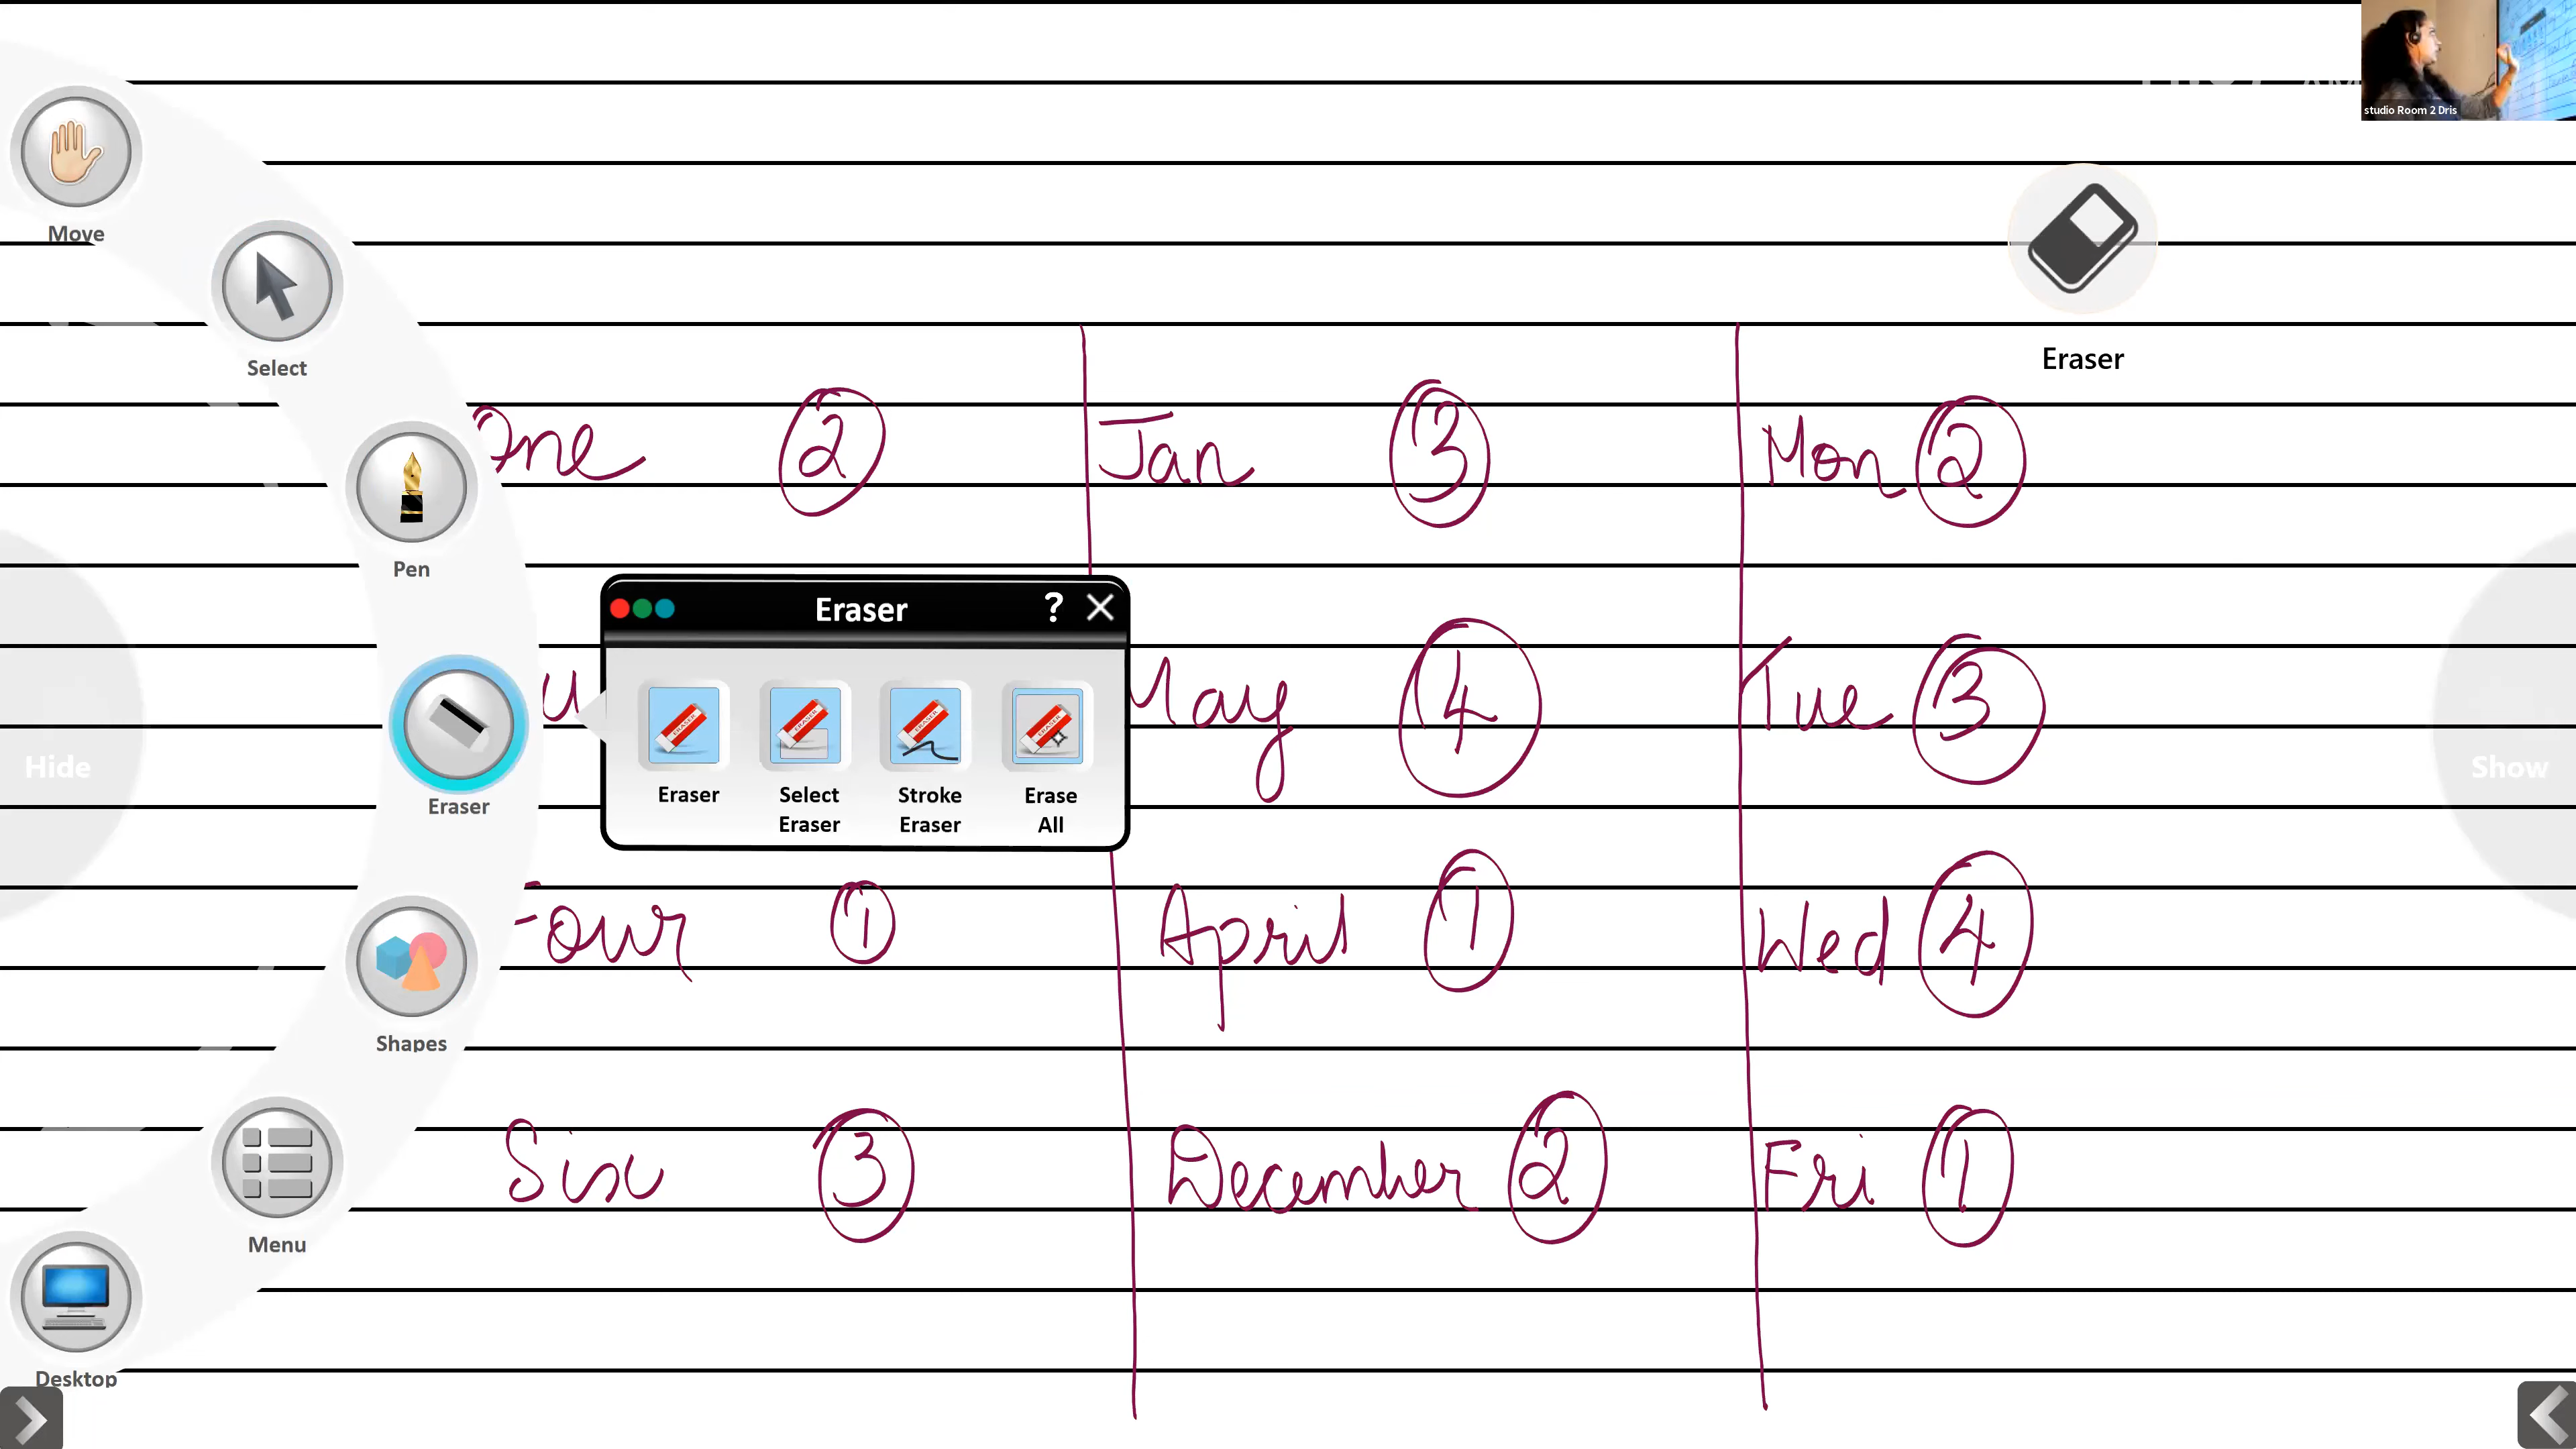 studio Room 2 Dris
Move
Select
Eraser
One 2 Jan 3 Mon 2
Pen
Eraser ?
May 4 Tue 3
Hide
Show
Eraser
Select Eraser
Stroke Eraser
Erase All
Eraser
Four 1 April 1 Wed 4
Shapes
Six 3 December 2 Fri 1
Menu
Desktop